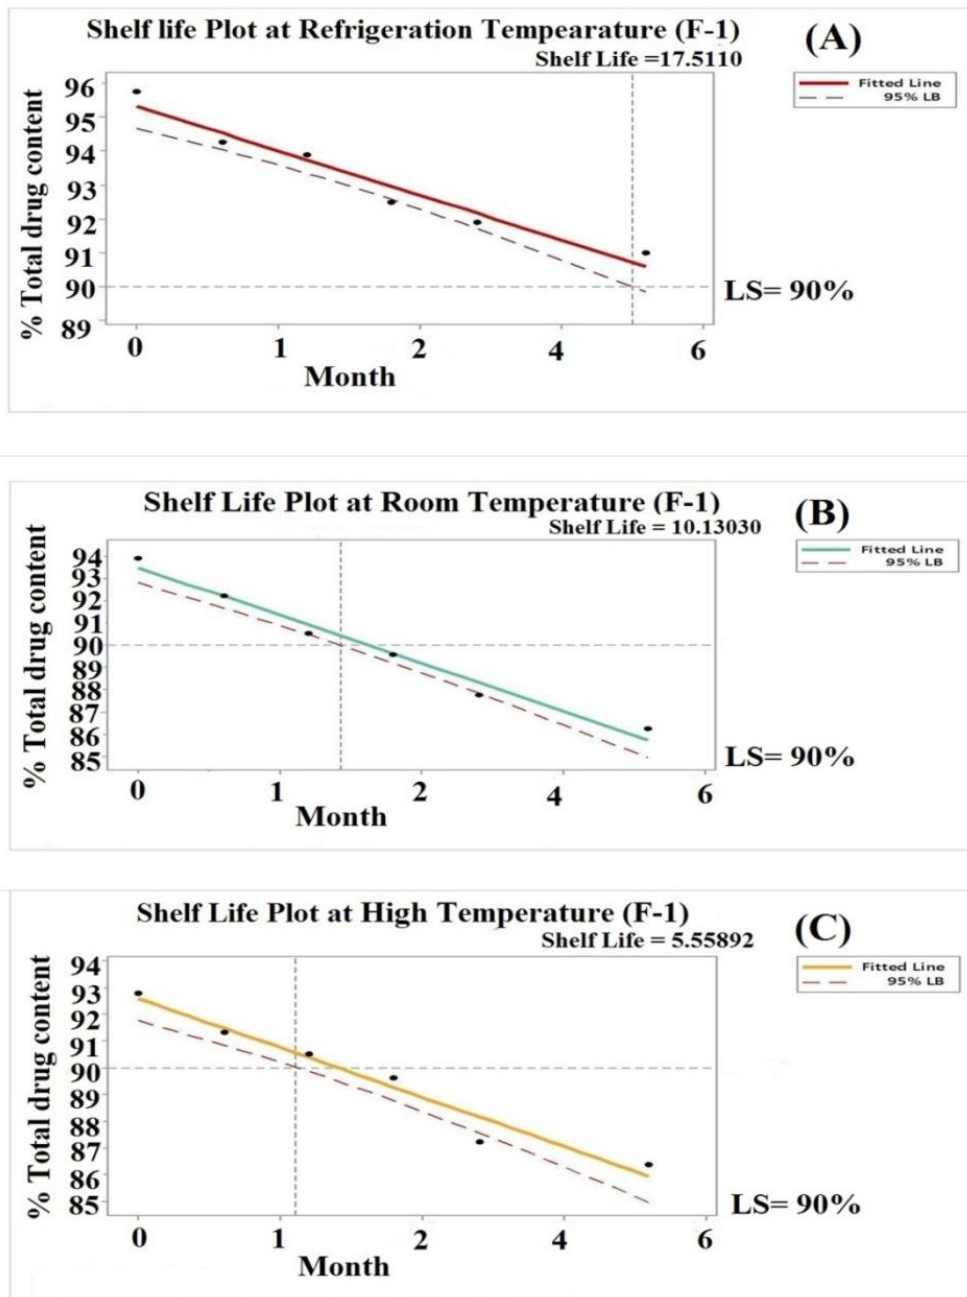 Shelf life Plot at Refrigeration Tempearature (F-1)
(A)
Shelf Life =17.5110
Fitted Line
95% LB
% Total drug content
96
95
94
93
92
91
90
89
LS= 90%
0 1 2 4 6
Month
Shelf Life Plot at Room Temperature (F-1)
(B)
Shelf Life = 10.13030
Fitted Line
95% LB
% Total drug content
94
93
92
91
90
89
88
87
86
85
LS= 90%
0 1 2 4 6
Month
Shelf Life Plot at High Temperature (F-1)
(C)
Shelf Life = 5.55892
Fitted Line
95% LB
% Total drug content
94
93
92
91
90
89
88
87
86
85
LS= 90%
0 1 2 4 6
Month